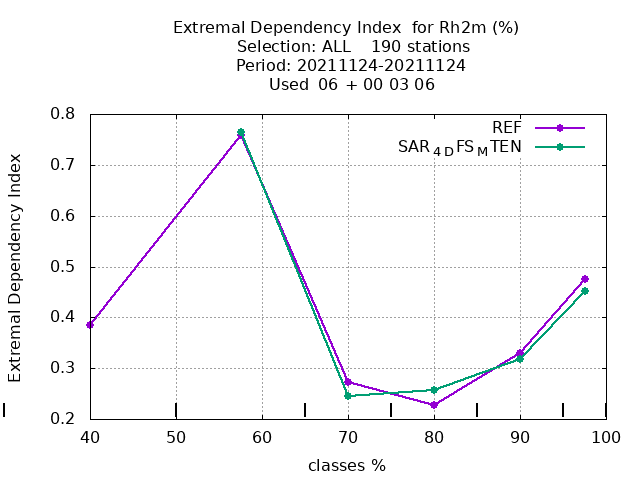 Extremal Dependency Index  for Rh2m (%)
Selection: ALL    190 stations
Period: 20211124-20211124
Used  06 + 00 03 06
REF
SAR4DFSMTEN
Extremal Dependency Index
0.8
0.7
0.6
0.5
0.4
0.3
0.2
40 50 60 70 80 90 100
classes %